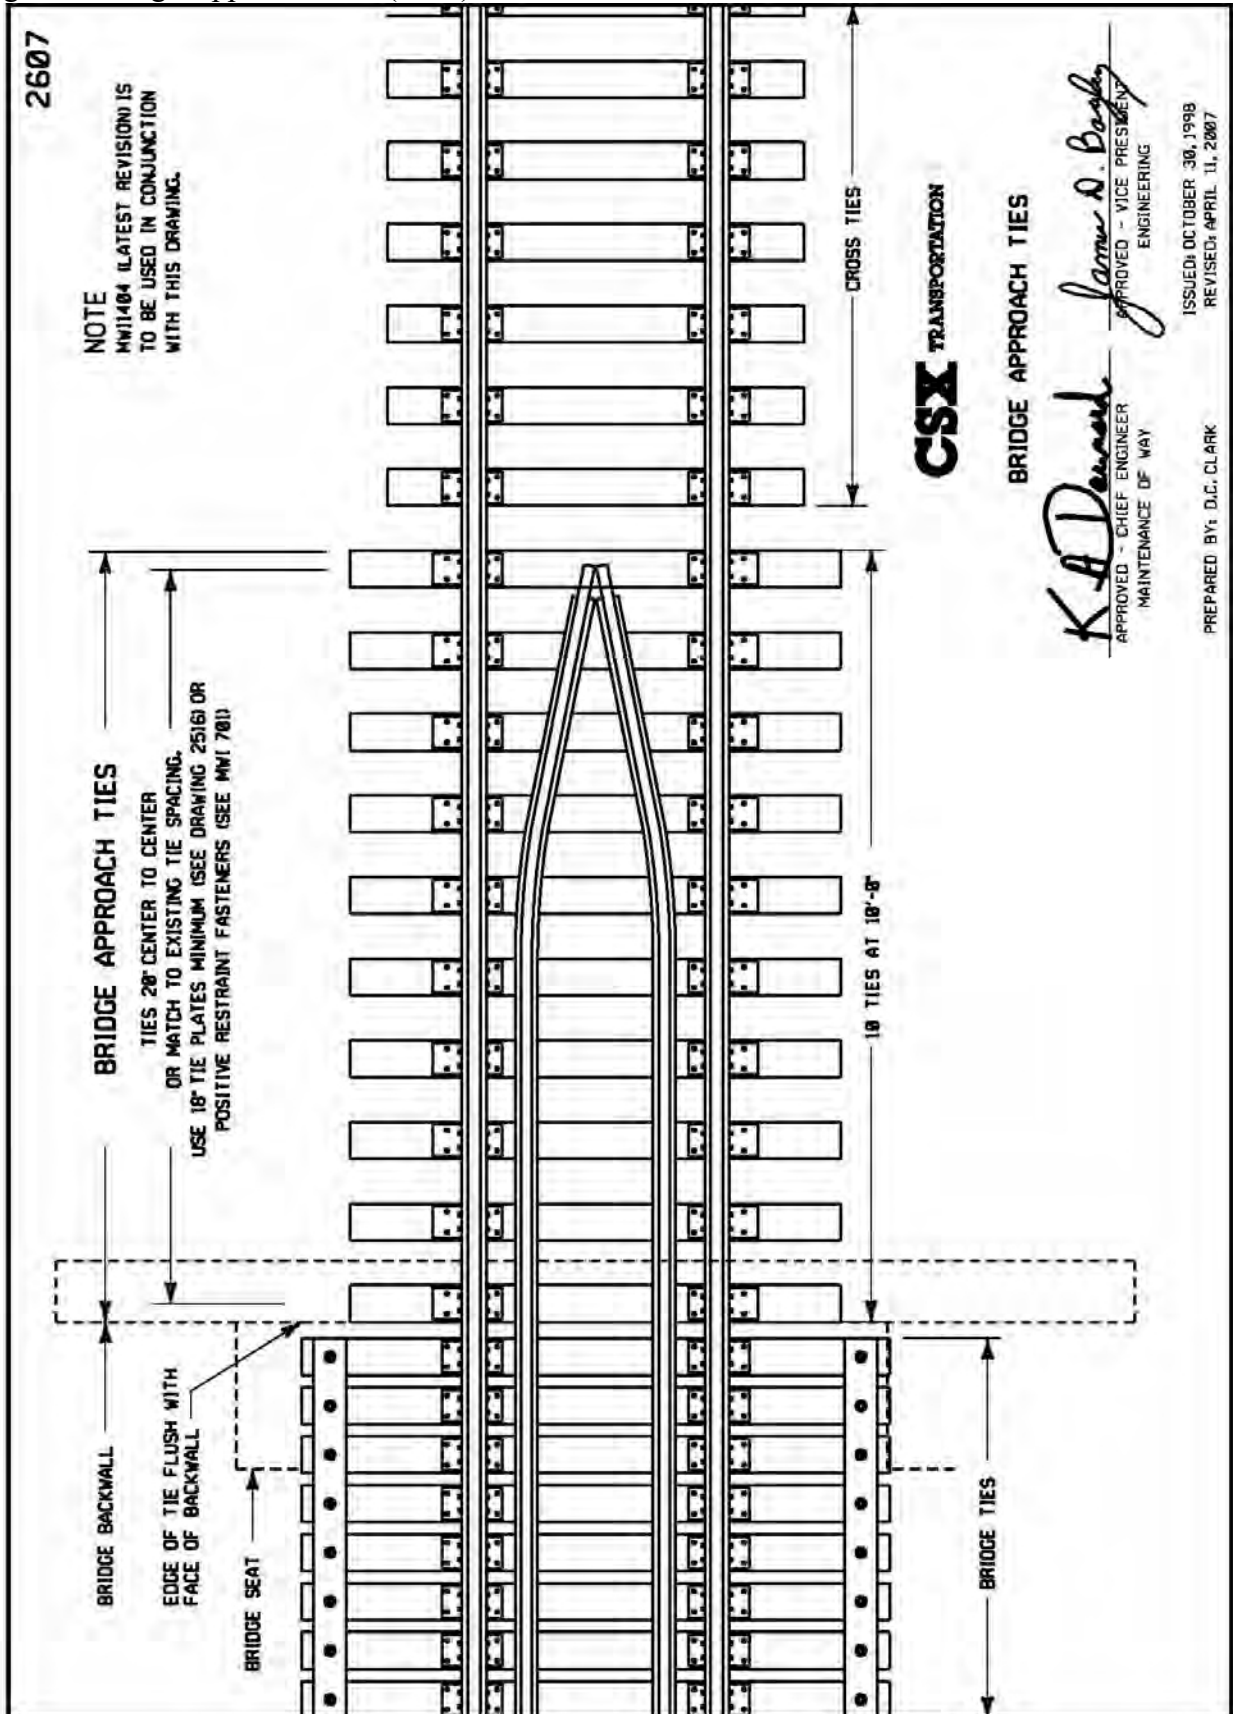 2607
NOTE
MWI1404 (LATEST REVISION) IS
TO BE USED IN CONJUNCTION
WITH THIS DRAWING.
BRIDGE APPROACH TIES
TIES 20" CENTER TO CENTER
OR MATCH TO EXISTING TIE SPACING.
USE 18" TIE PLATES MINIMUM (SEE DRAWING 2516) OR
POSITIVE RESTRAINT FASTENERS (SEE MWI 701)
BRIDGE BACKWALL
EDGE OF TIE FLUSH WITH
FACE OF BACKWALL
BRIDGE SEAT
CROSS TIES
10 TIES AT 10'-0"
BRIDGE TIES
CSX TRANSPORTATION
BRIDGE APPROACH TIES
APPROVED - CHIEF ENGINEER
MAINTENANCE OF WAY
James D. Bagley
APPROVED - VICE PRESIDENT
ENGINEERING
PREPARED BY: D.C. CLARK
ISSUED: OCTOBER 30, 1998
REVISED: APRIL 11, 2007